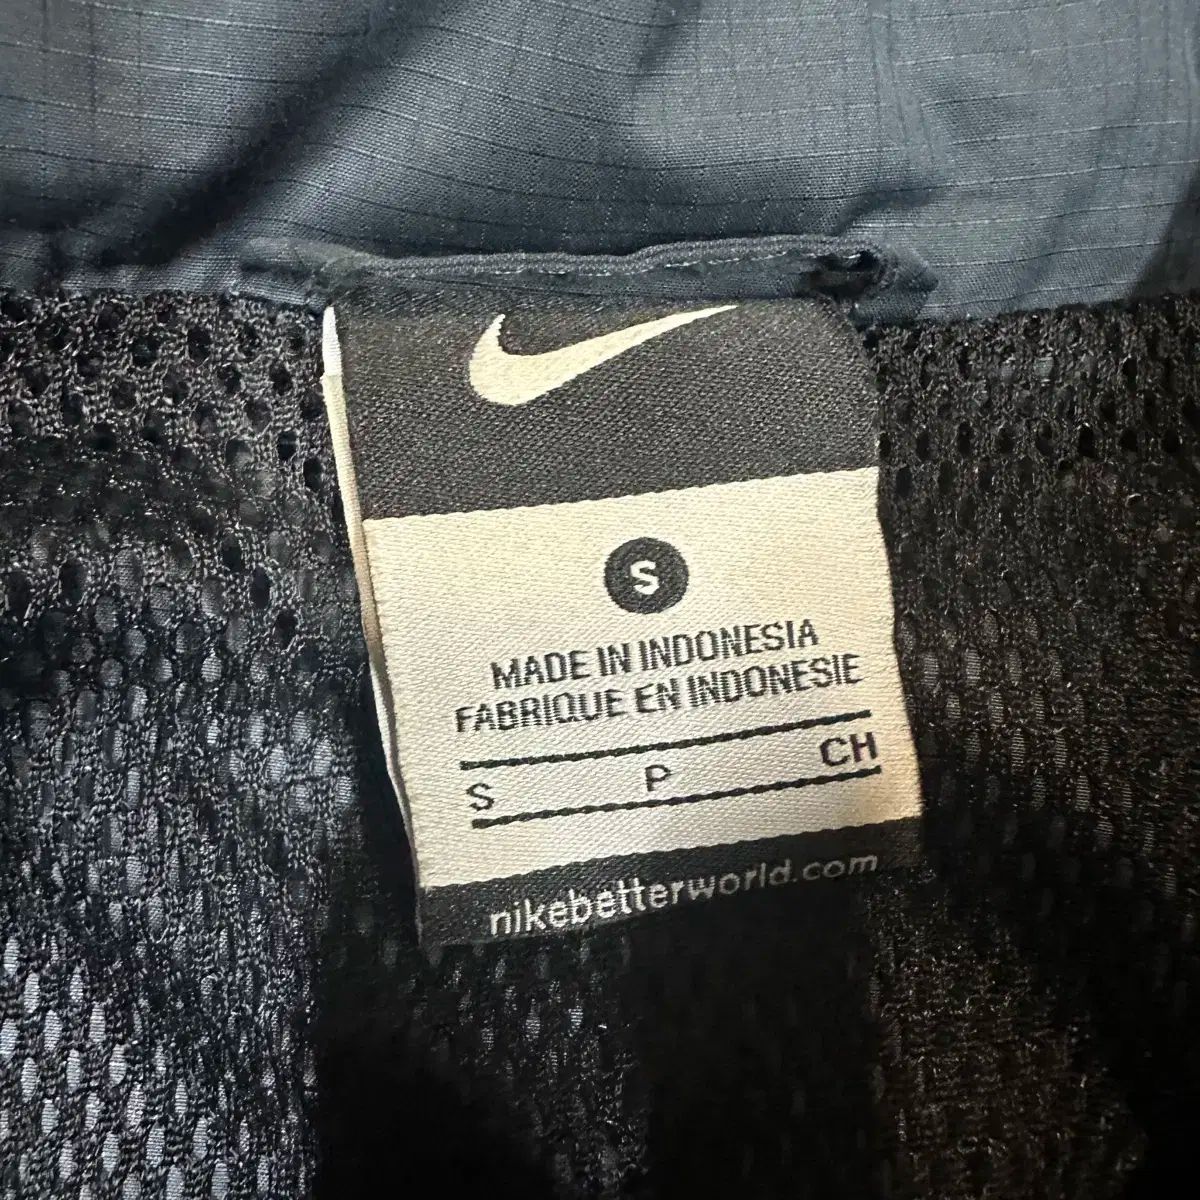 S
MADE IN INDONESIA
FABRIQUE EN INDONESIE
S P CH
nikebetterworld.com